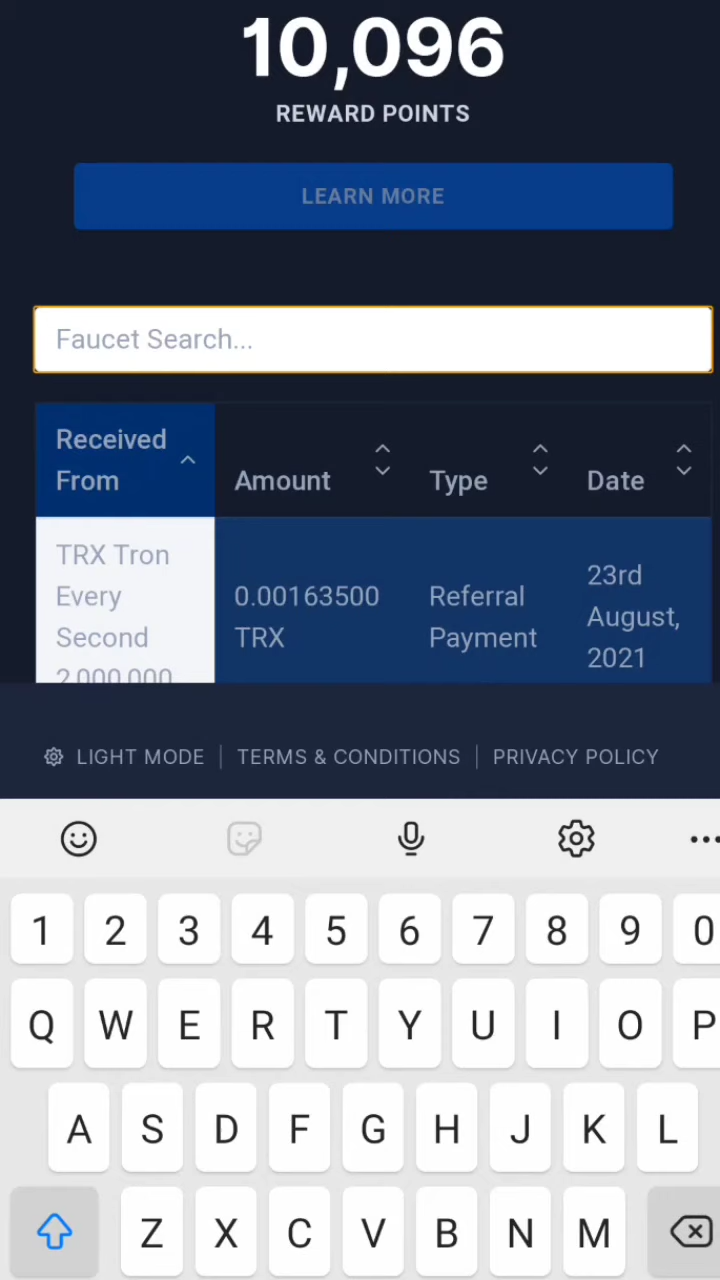 10,096
REWARD POINTS
LEARN MORE
Faucet Search...
Received From
Amount
Type
Date
TRX Tron
Every
Second
2,000,000
0.00163500
TRX
Referral
Payment
23rd
August,
2021
LIGHT MODE | TERMS & CONDITIONS | PRIVACY POLICY
1 2 3 4 5 6 7 8 9 0
Q W E R T Y U I O P
A S D F G H J K L
Z X C V B N M